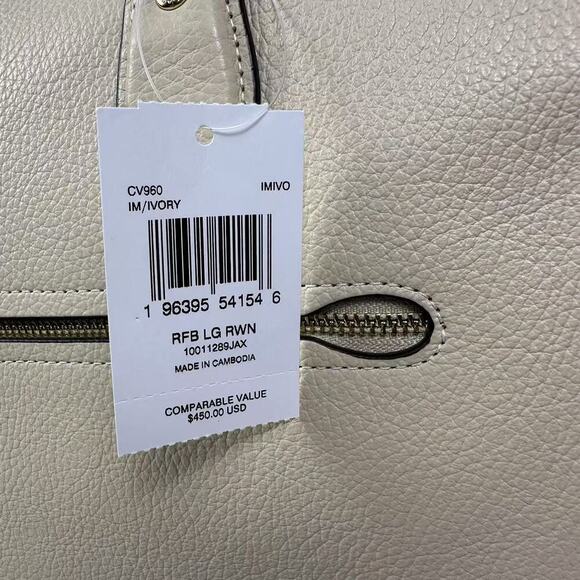 CV960 IMIVO
IM/IVORY
1 96395 54154 6
RFB LG RWN
10011289JAX
MADE IN CAMBODIA
COMPARABLE VALUE
$450.00 USD